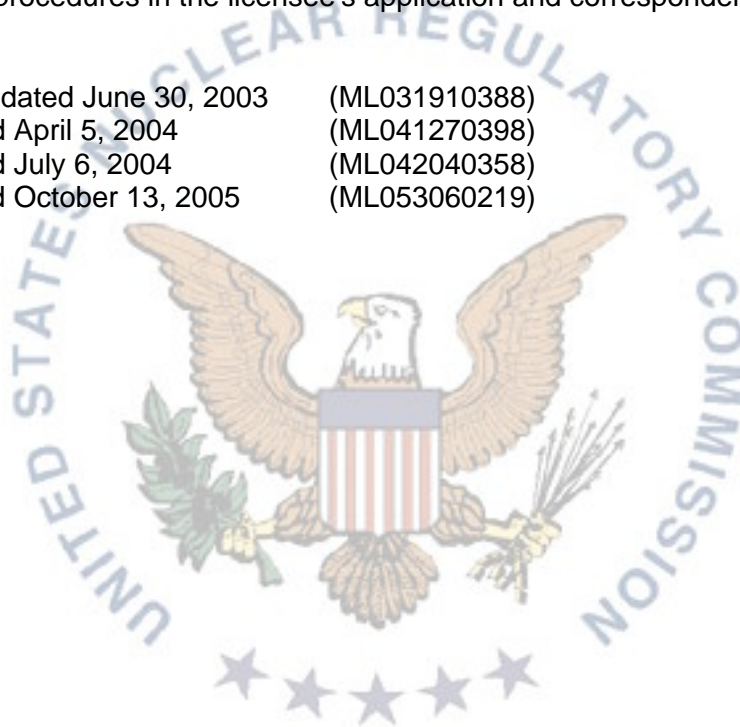 procedures in the licensee's application and
dated June 30, 2003 (ML031910388)
April 5, 2004 (ML041270398)
July 6, 2004 (ML042040358)
October 13, 2005 (ML053060219)
UNITED STATES NUCLEAR REGULATORY COMMISSION